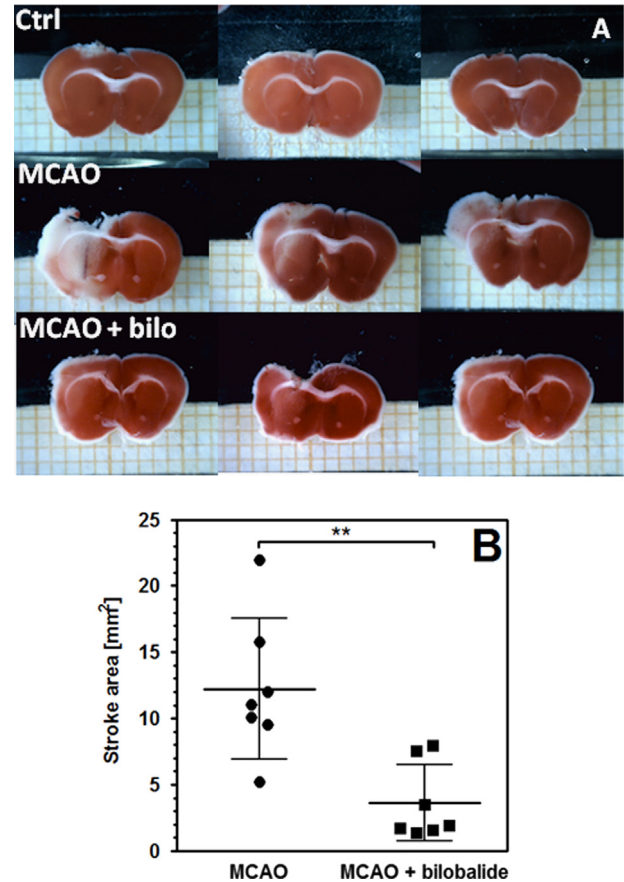 Ctrl
A
MCAO
MCAO + bilo
25
**
B
20
15
10
5
0
Stroke area [mm²]
MCAO
MCAO + bilobalide